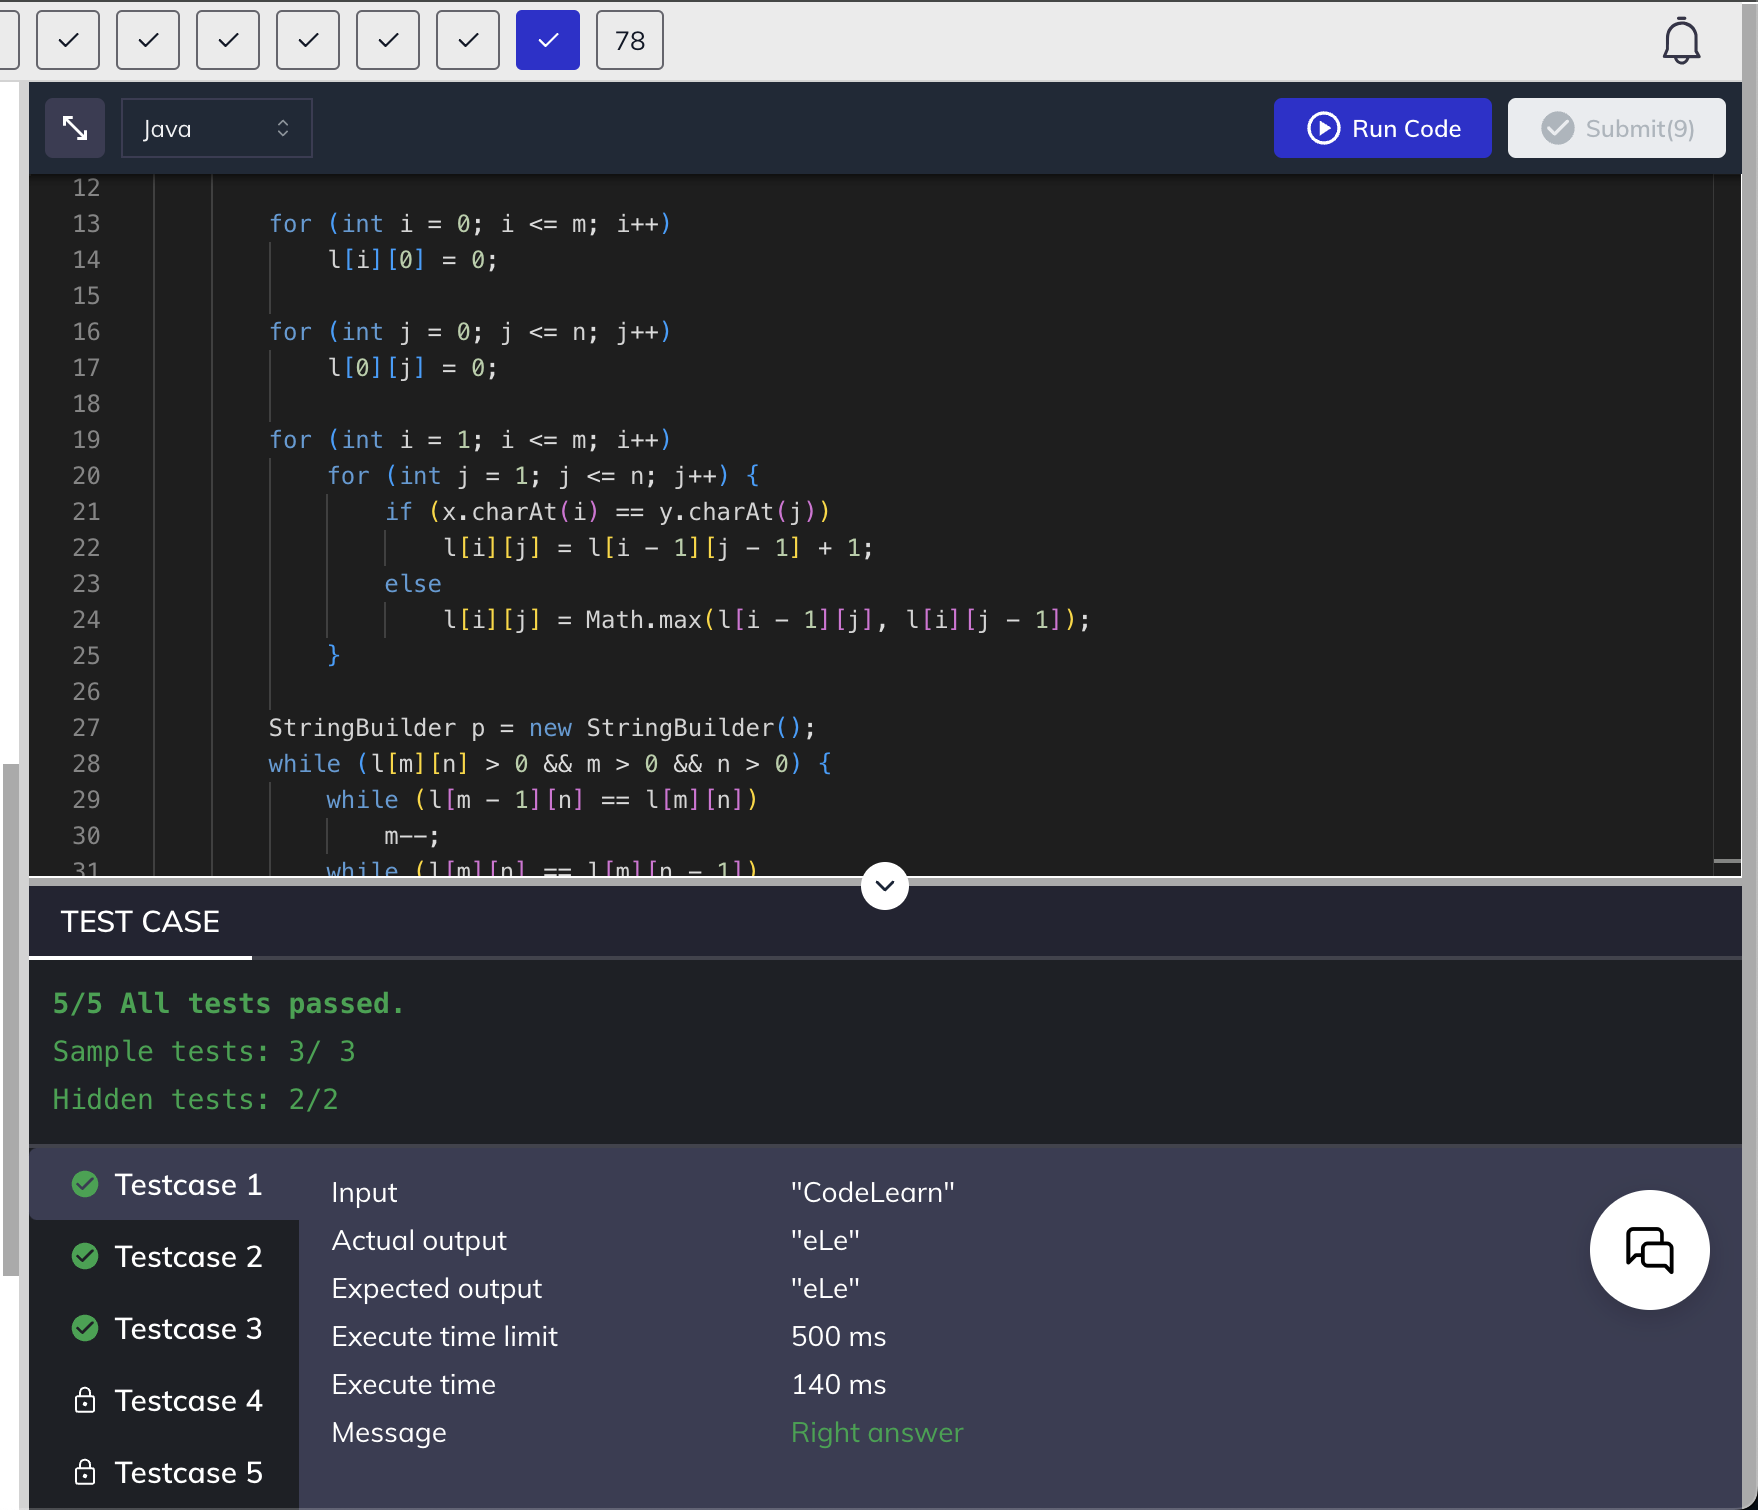 78
Java
Run Code
Submit(9)
12
13 for (int i = 0; i <= m; i++)
14 l[i][0] = 0;
15
16 for (int j = 0; j <= n; j++)
17 l[0][j] = 0;
18
19 for (int i = 1; i <= m; i++)
20 for (int j = 1; j <= n; j++) {
21 if (x.charAt(i) == y.charAt(j))
22 l[i][j] = l[i - 1][j - 1] + 1;
23 else
24 l[i][j] = Math.max(l[i - 1][j], l[i][j - 1]);
25 }
26
27 StringBuilder p = new StringBuilder();
28 while (l[m][n] > 0 && m > 0 && n > 0) {
29 while (l[m - 1][n] == l[m][n])
30 m--;
31 while (l[m][n] == l[m][n - 1])
TEST CASE
5/5 All tests passed.
Sample tests: 3/ 3
Hidden tests: 2/2
Testcase 1
Testcase 2
Testcase 3
Testcase 4
Testcase 5
Input "CodeLearn"
Actual output "eLe"
Expected output "eLe"
Execute time limit 500 ms
Execute time 140 ms
Message Right answer